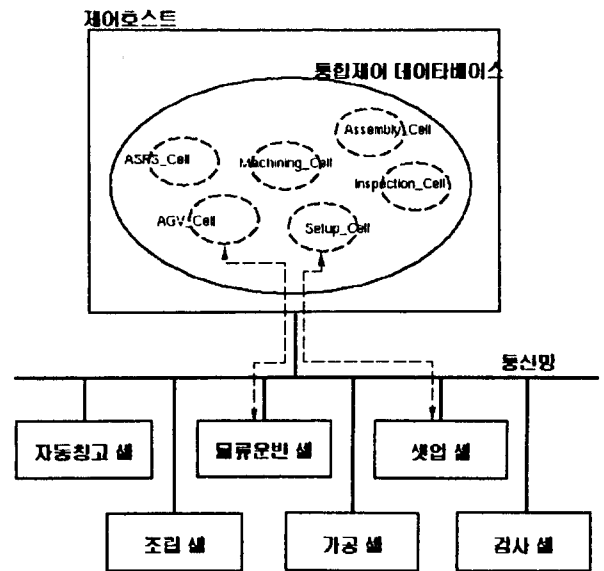 제어호스트
통합제어 데이타베이스
Assembly_Cell
ASRS_Cell
Machining_Cell
Inspection_Cell
AGV_Cell
Setup_Cell
통신망
자동창고 셀
물류운반 셀
셋업 셀
조립 셀
가공 셀
검사 셀